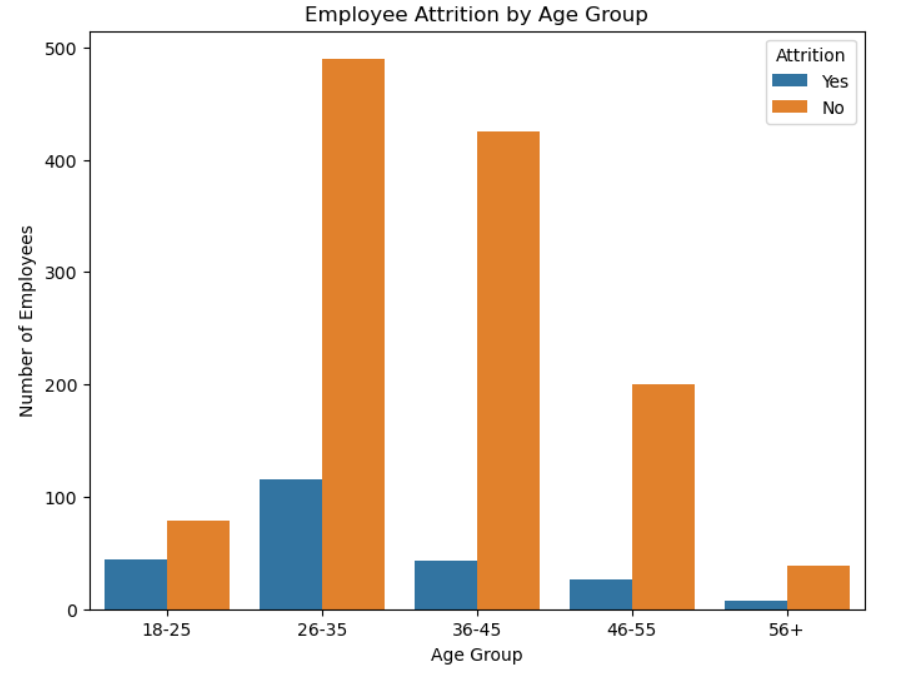 Employee Attrition by Age Group
Attrition
Yes
No
500
400
300
200
100
0
Number of Employees
18-25 26-35 36-45 46-55 56+
Age Group